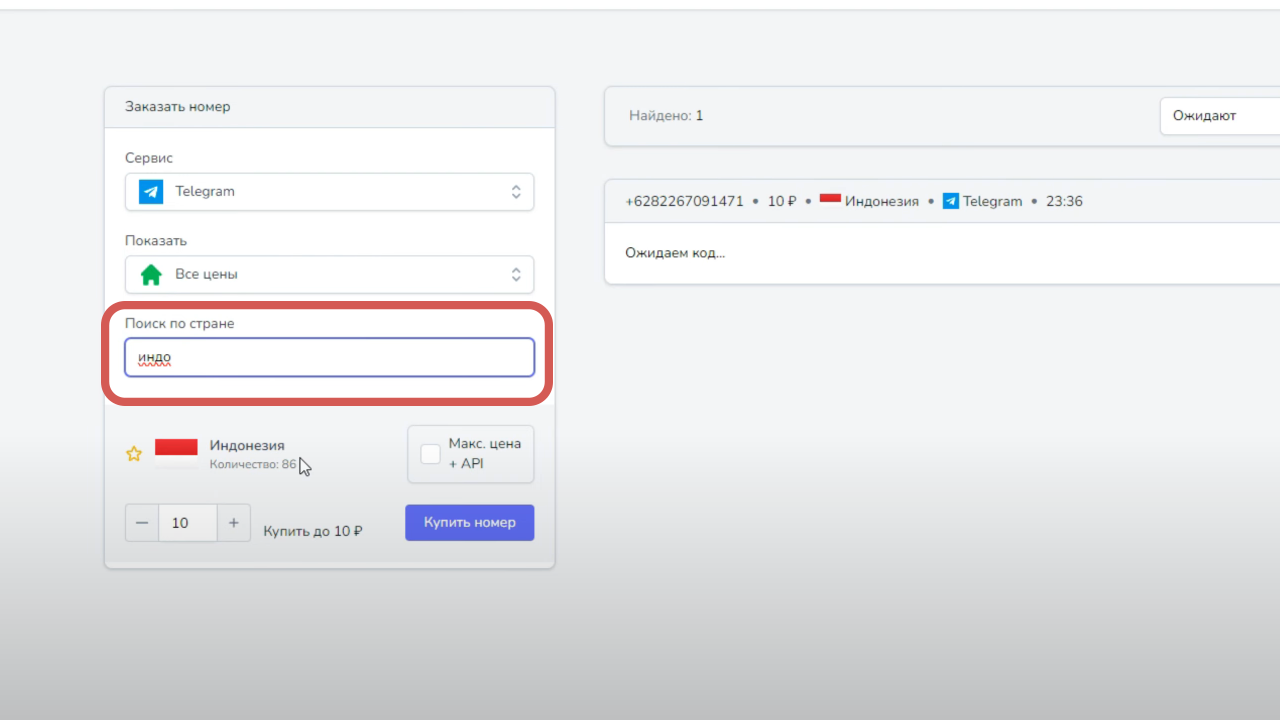 Заказать номер
Сервис
Telegram
Показать
Все цены
Поиск по стране
индо
Индонезия
Количество: 86
Макс. цена
+ API
— 10 +
Купить до 10 ₽
Купить номер
Найдено: 1
Ожидают
+6282267091471 • 10 ₽ • Индонезия • Telegram • 23:36
Ожидаем код...